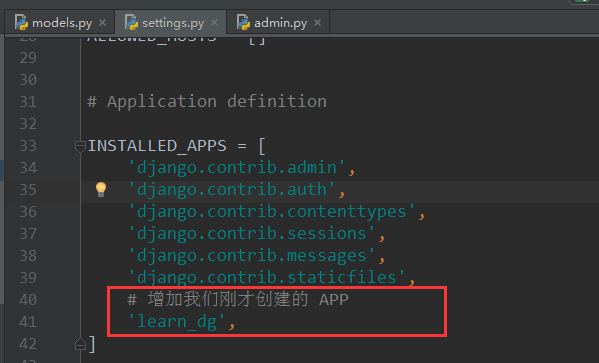 models.py × settings.py × admin.py ×
28 ALLOWED_HOSTS = []
29
30
31 # Application definition
32
33 INSTALLED_APPS = [
34 'django.contrib.admin',
35 'django.contrib.auth',
36 'django.contrib.contenttypes',
37 'django.contrib.sessions',
38 'django.contrib.messages',
39 'django.contrib.staticfiles',
40 # 增加我们刚才创建的 APP
41 'learn_dg',
42 ]